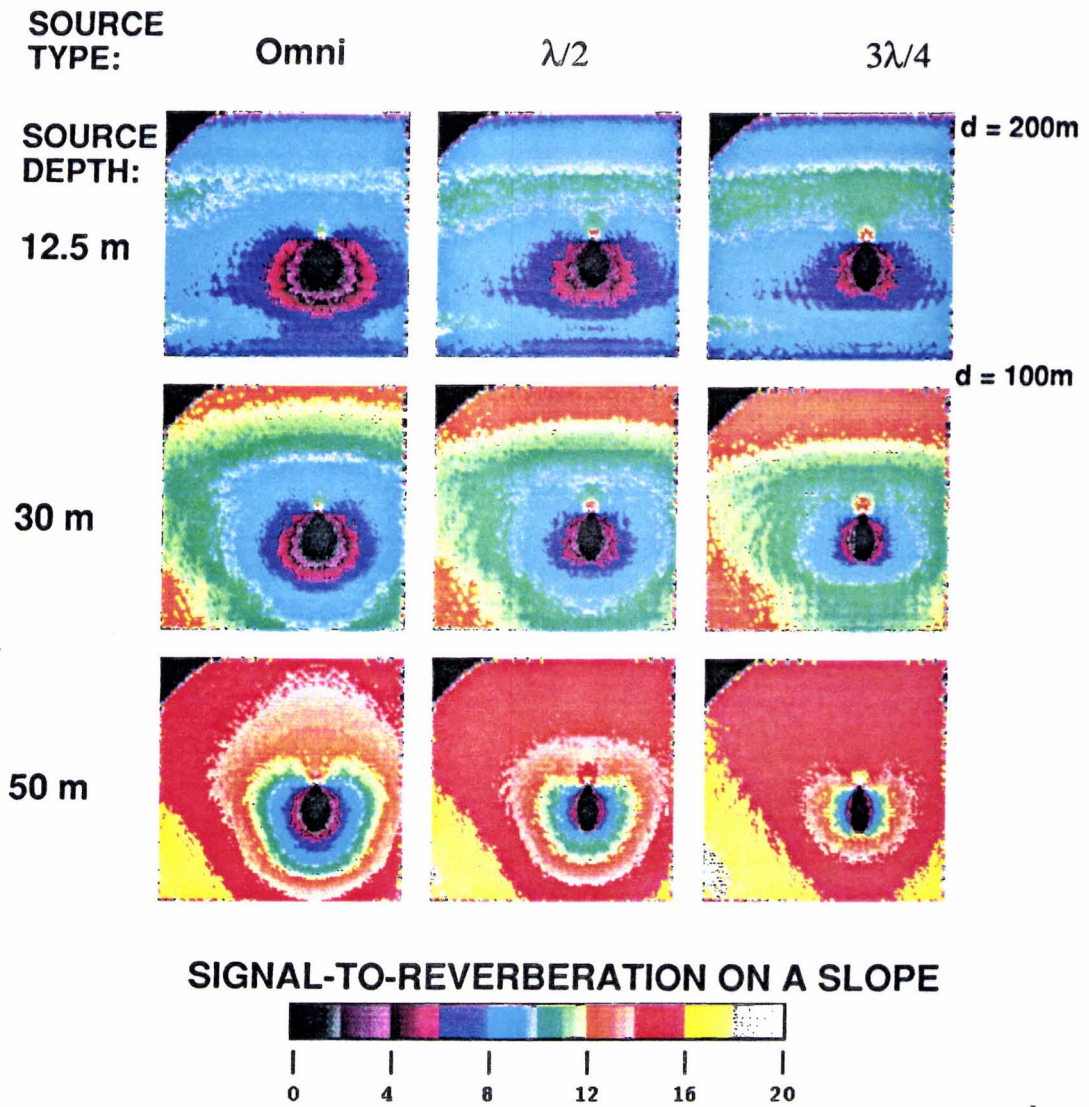 SOURCE TYPE: Omni λ/2 3λ/4
SOURCE DEPTH:
d = 200m
12.5 m
d = 100m
30 m
50 m
SIGNAL-TO-REVERBERATION ON A SLOPE
0 4 8 12 16 20